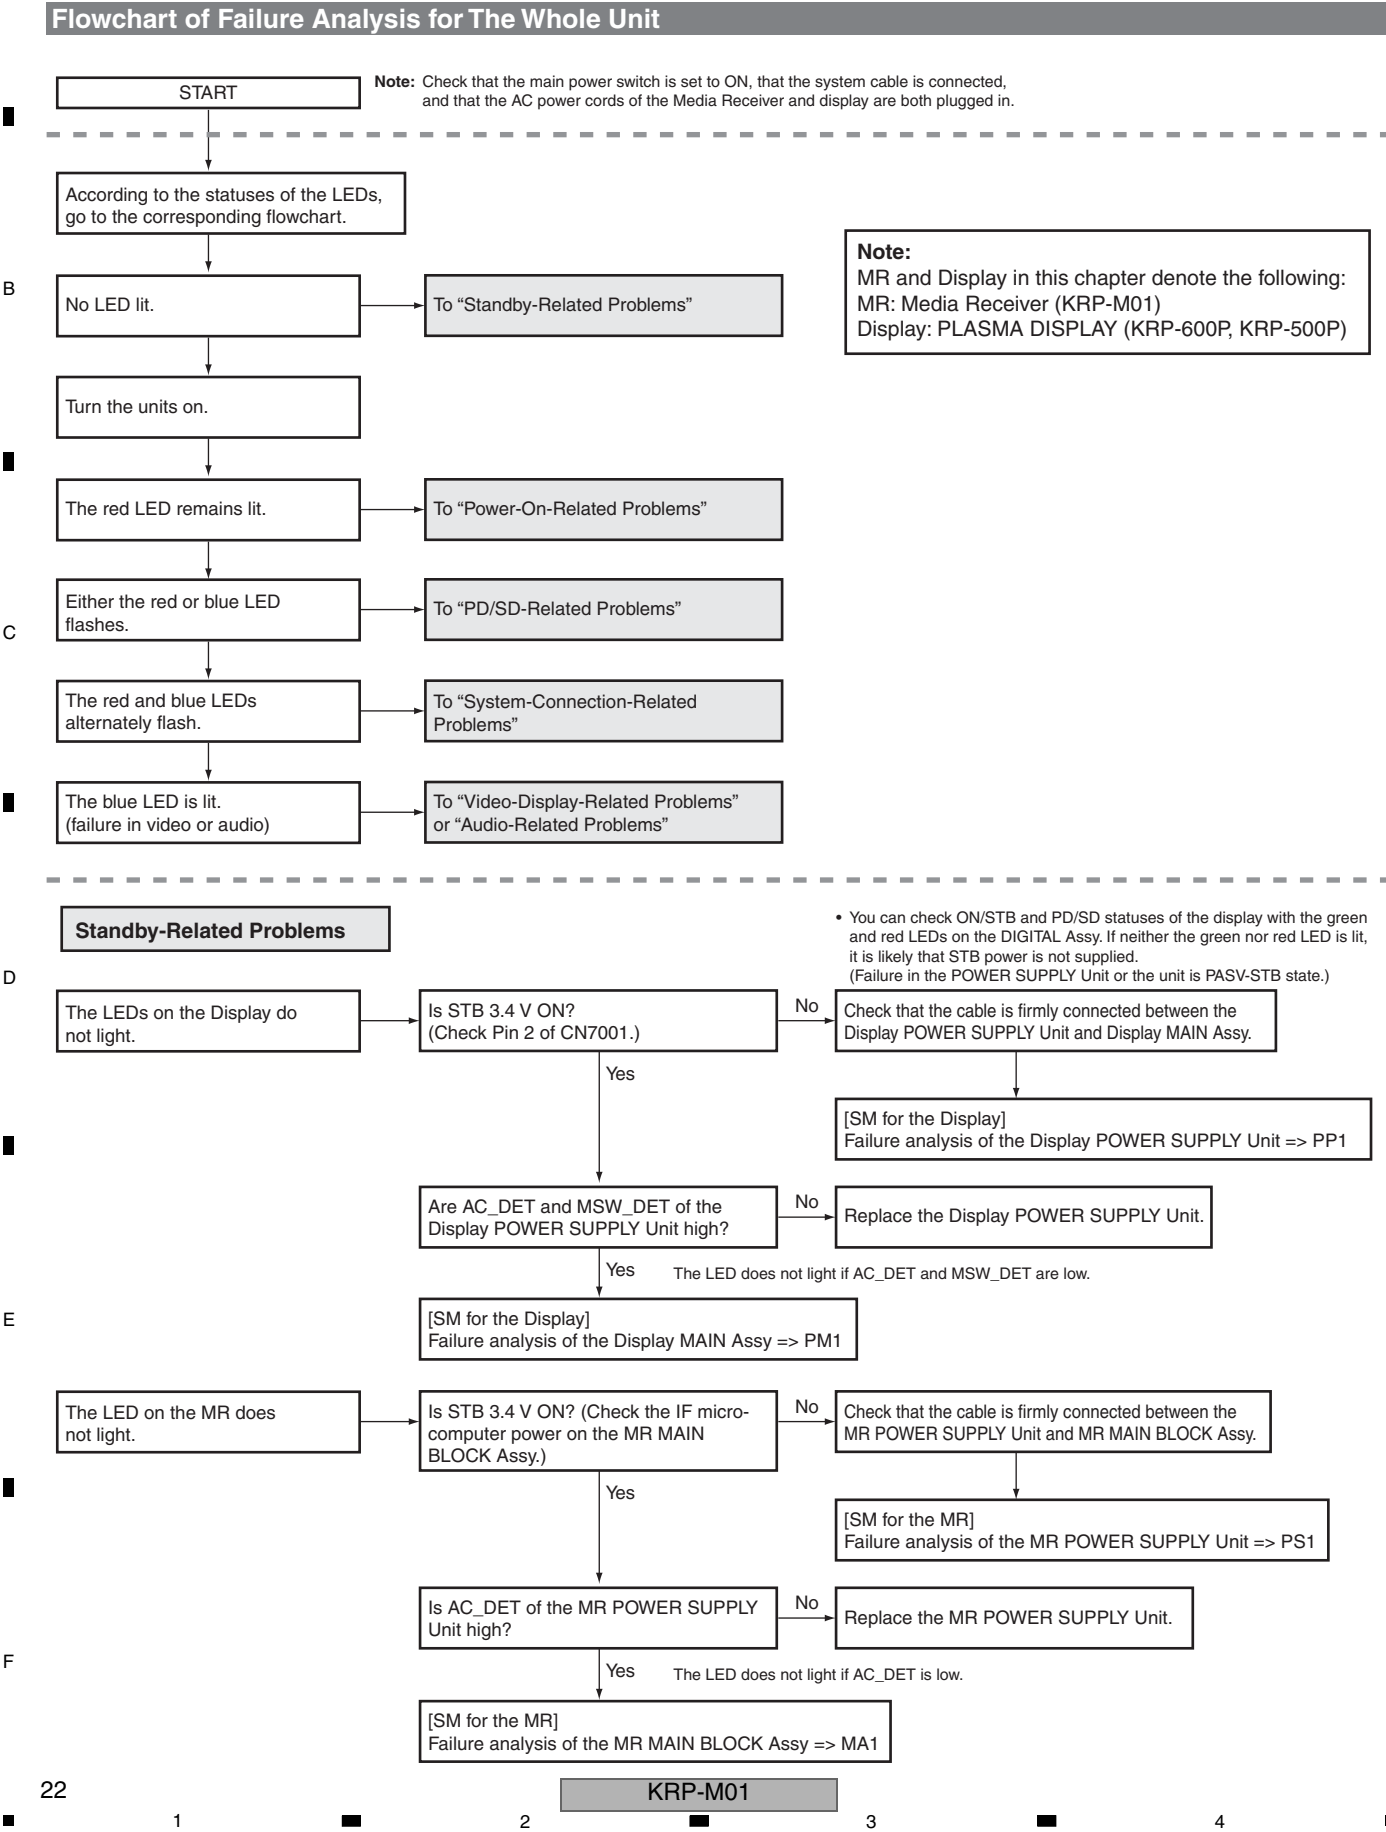 Flowchart of Failure Analysis for The Whole Unit
START
Note: Check that the main power switch is set to ON, that the system cable is connected,
and that the AC power cords of the Media Receiver and display are both plugged in.
According to the statuses of the LEDs,
go to the corresponding flowchart.
Note:
MR and Display in this chapter denote the following:
MR: Media Receiver (KRP-M01)
Display: PLASMA DISPLAY (KRP-600P, KRP-500P)
B
No LED lit.
To “Standby-Related Problems”
Turn the units on.
The red LED remains lit.
To “Power-On-Related Problems”
Either the red or blue LED
flashes.
To “PD/SD-Related Problems”
C
The red and blue LEDs
alternately flash.
To “System-Connection-Related
Problems”
The blue LED is lit.
(failure in video or audio)
To “Video-Display-Related Problems”
or “Audio-Related Problems”
Standby-Related Problems
• You can check ON/STB and PD/SD statuses of the display with the green
and red LEDs on the DIGITAL Assy. If neither the green nor red LED is lit,
it is likely that STB power is not supplied.
(Failure in the POWER SUPPLY Unit or the unit is PASV-STB state.)
D
The LEDs on the Display do
not light.
Is STB 3.4 V ON?
(Check Pin 2 of CN7001.)
No
Check that the cable is firmly connected between the
Display POWER SUPPLY Unit and Display MAIN Assy.
Yes
[SM for the Display]
Failure analysis of the Display POWER SUPPLY Unit => PP1
Are AC_DET and MSW_DET of the
Display POWER SUPPLY Unit high?
No
Replace the Display POWER SUPPLY Unit.
Yes
The LED does not light if AC_DET and MSW_DET are low.
E
[SM for the Display]
Failure analysis of the Display MAIN Assy => PM1
The LED on the MR does
not light.
Is STB 3.4 V ON? (Check the IF micro-
computer power on the MR MAIN
BLOCK Assy.)
No
Check that the cable is firmly connected between the
MR POWER SUPPLY Unit and MR MAIN BLOCK Assy.
Yes
[SM for the MR]
Failure analysis of the MR POWER SUPPLY Unit => PS1
Is AC_DET of the MR POWER SUPPLY
Unit high?
No
Replace the MR POWER SUPPLY Unit.
F
Yes
The LED does not light if AC_DET is low.
[SM for the MR]
Failure analysis of the MR MAIN BLOCK Assy => MA1
22
KRP-M01
1
2
3
4